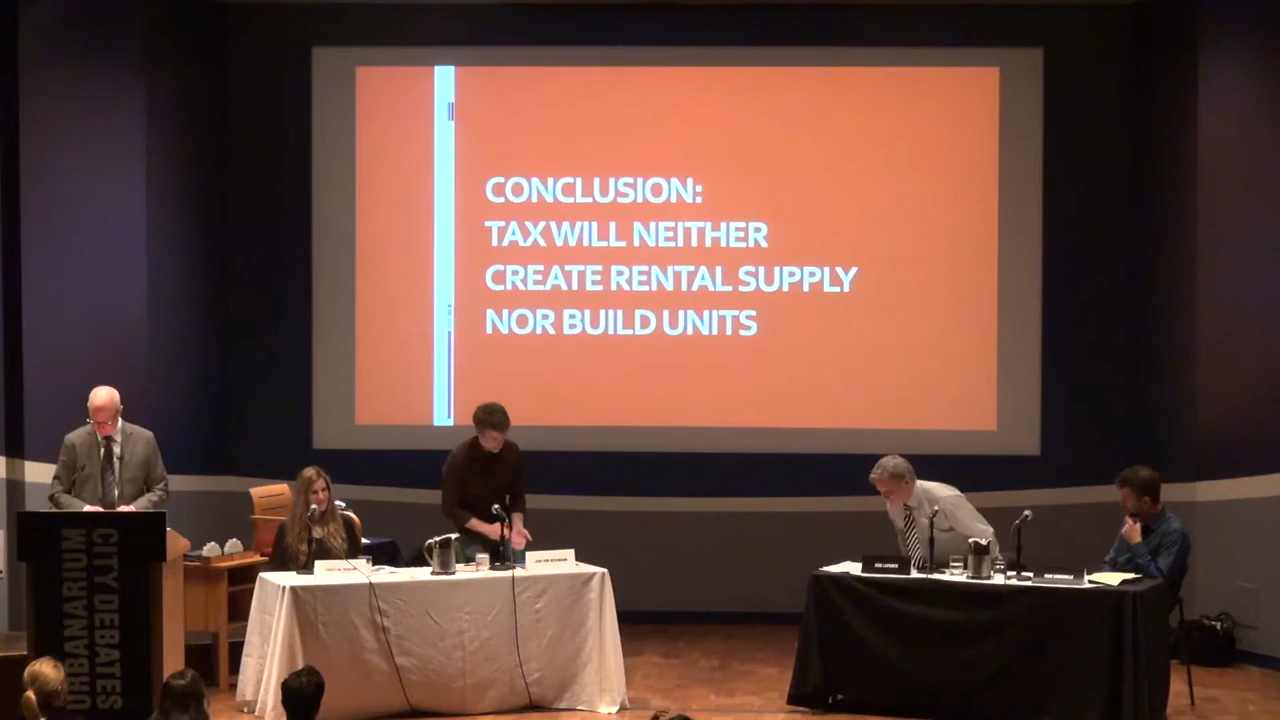 CONCLUSION:
TAX WILL NEITHER
CREATE RENTAL SUPPLY
NOR BUILD UNITS
URBANARIUM
CITY DEBATES